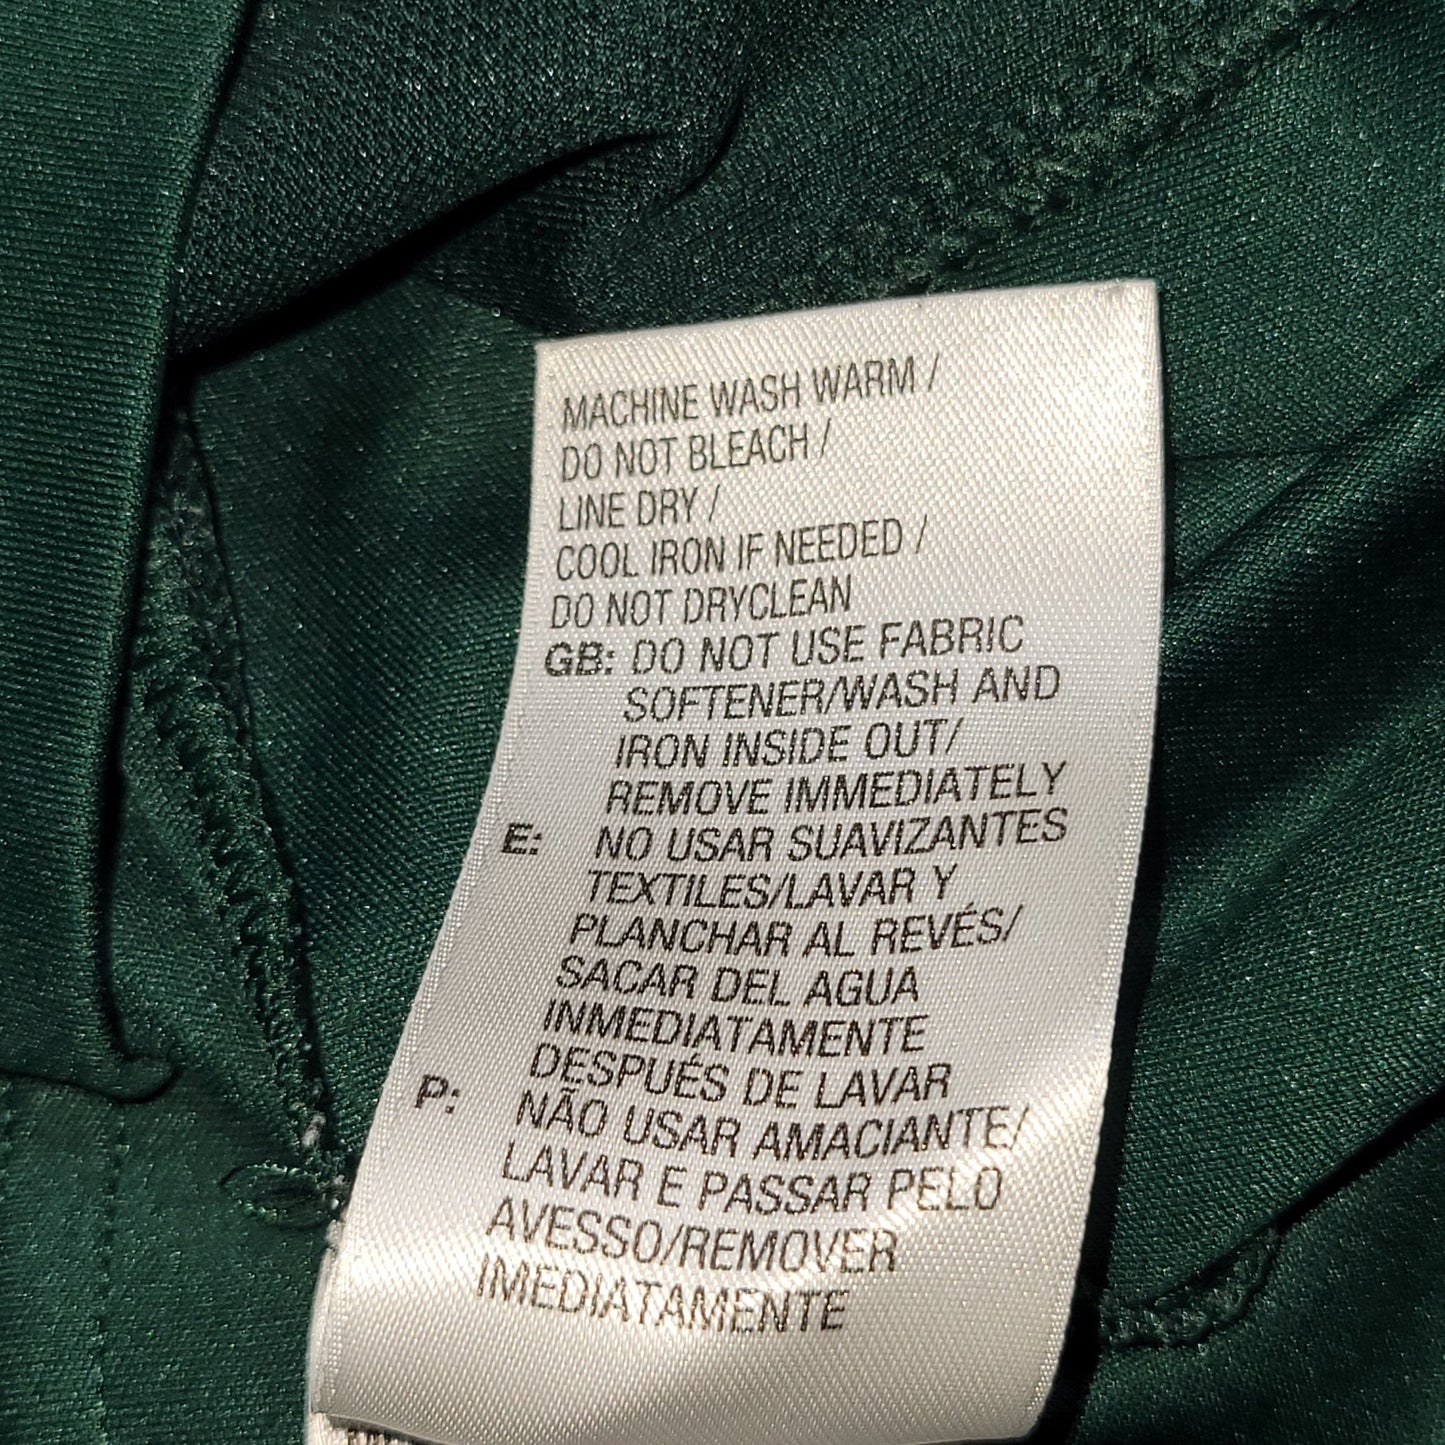 MACHINE WASH WARM /
DO NOT BLEACH /
LINE DRY /
COOL IRON IF NEEDED /
DO NOT DRYCLEAN
GB: DO NOT USE FABRIC
SOFTENER/WASH AND
IRON INSIDE OUT/
REMOVE IMMEDIATELY
E: NO USAR SUAVIZANTES
TEXTILES/LAVAR Y
PLANCHAR AL REVÉS/
SACAR DEL AGUA
INMEDIATAMENTE
DESPUÉS DE LAVAR
P: NÃO USAR AMACIANTE/
LAVAR E PASSAR PELO
AVESSO/REMOVER
IMEDIATAMENTE